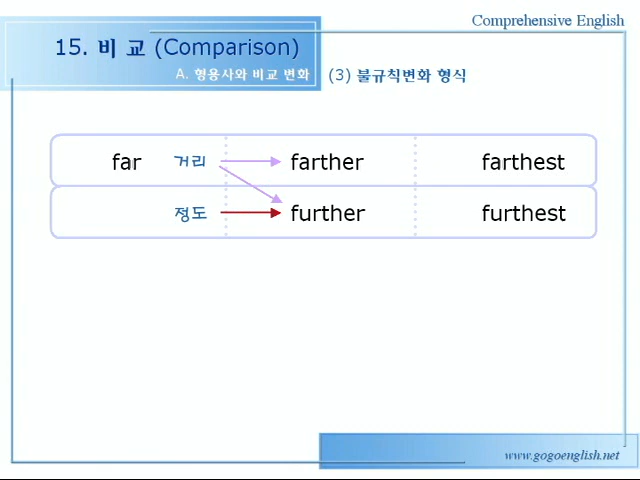 Comprehensive English
15. 비 교 (Comparison)
A. 형용사와 비교 변화 (3) 불규칙변화 형식
far 거리 farther farthest
정도 further furthest
www.gogoenglish.net